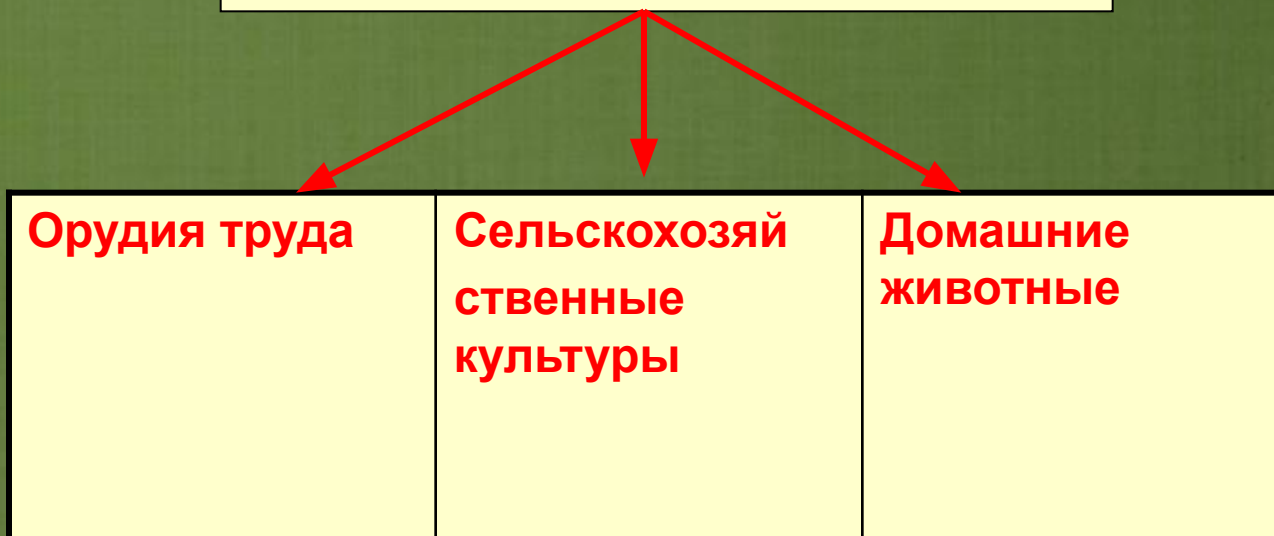 Орудия труда
Сельскохозяй
ственные
культуры
Домашние
животные